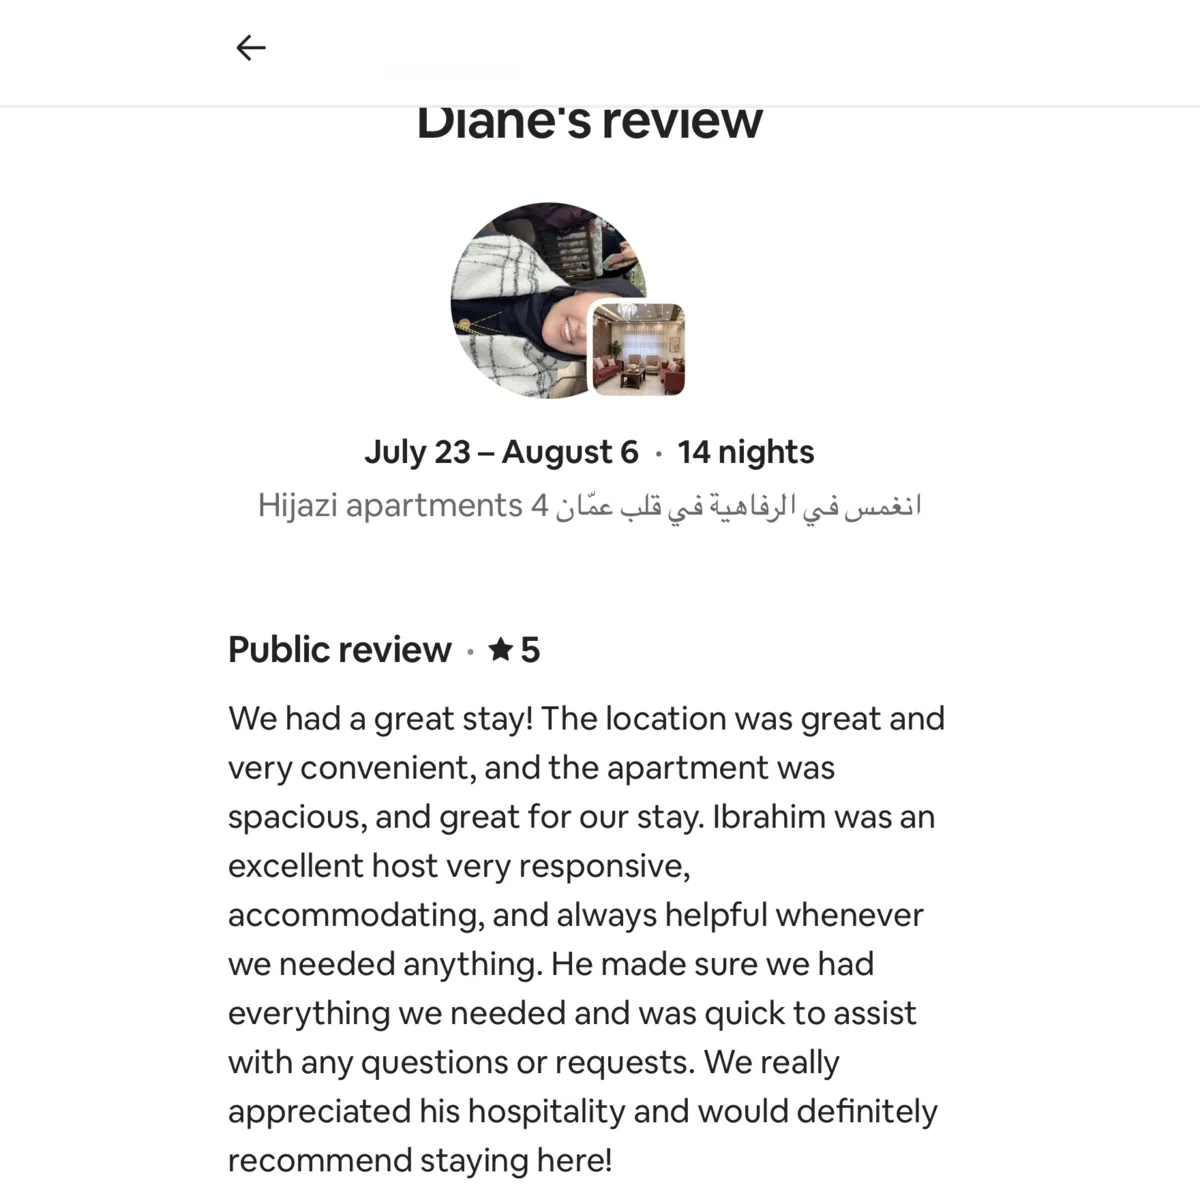 Diane's review
July 23 – August 6 · 14 nights
Hijazi apartments 4 انغمس في الرفاهية في قلب عمّان
Public review · ★ 5
We had a great stay! The location was great and
very convenient, and the apartment was
spacious, and great for our stay. Ibrahim was an
excellent host very responsive,
accommodating, and always helpful whenever
we needed anything. He made sure we had
everything we needed and was quick to assist
with any questions or requests. We really
appreciated his hospitality and would definitely
recommend staying here!